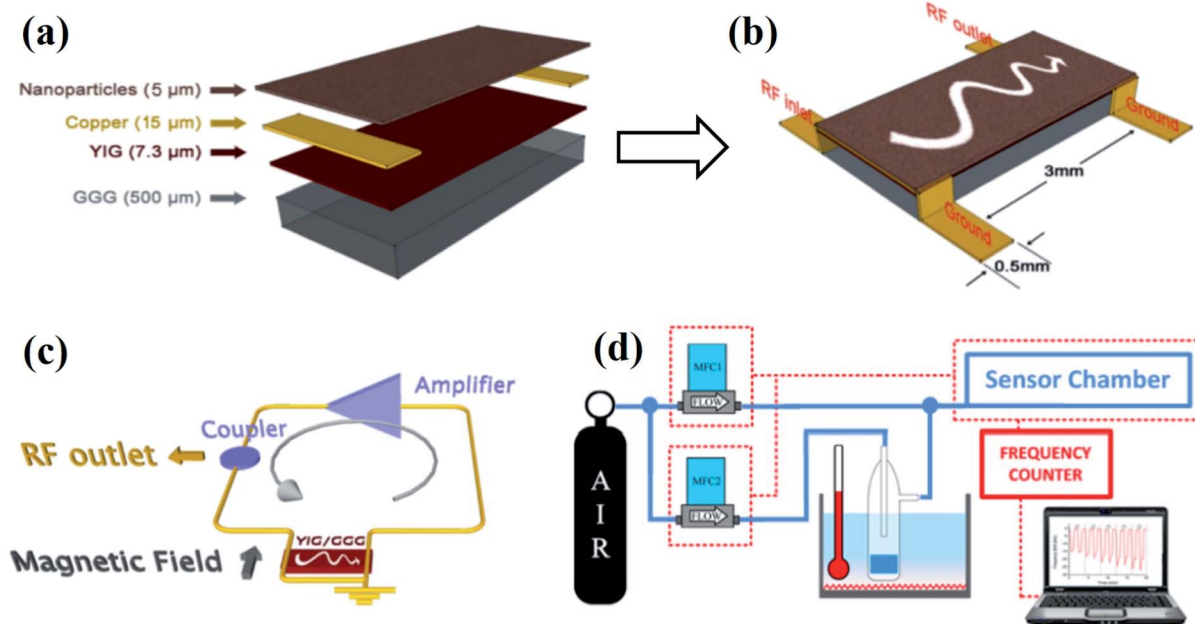 (a)
Nanoparticles (5 µm)
Copper (15 µm)
YIG (7.3 µm)
GGG (500 µm)
(b)
RF outlet
RF inlet
Ground
3mm
Ground
0.5mm
(c)
Amplifier
Coupler
RF outlet
YIG/GGG
Magnetic Field
(d)
MFC1
FLOW
Sensor Chamber
MFC2
FLOW
FREQUENCY
COUNTER
A
I
R